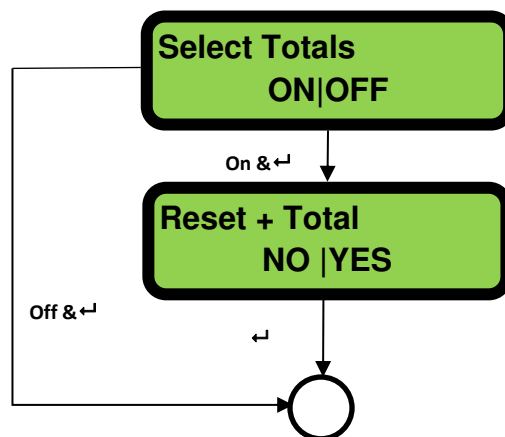 Select Totals
ON|OFF
On & ↵
Reset + Total
NO |YES
Off & ↵
↵